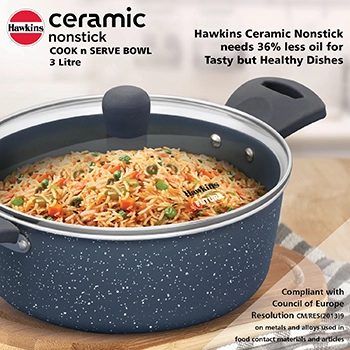 Hawkins
ceramic
nonstick
COOK n SERVE BOWL
3 Litre
Hawkins Ceramic Nonstick
needs 36% less oil for
Tasty but Healthy Dishes
Hawkins
FUTURA
Compliant with
Council of Europe
Resolution CM/RES(2013)9
on metals and alloys used in
food contact materials and articles